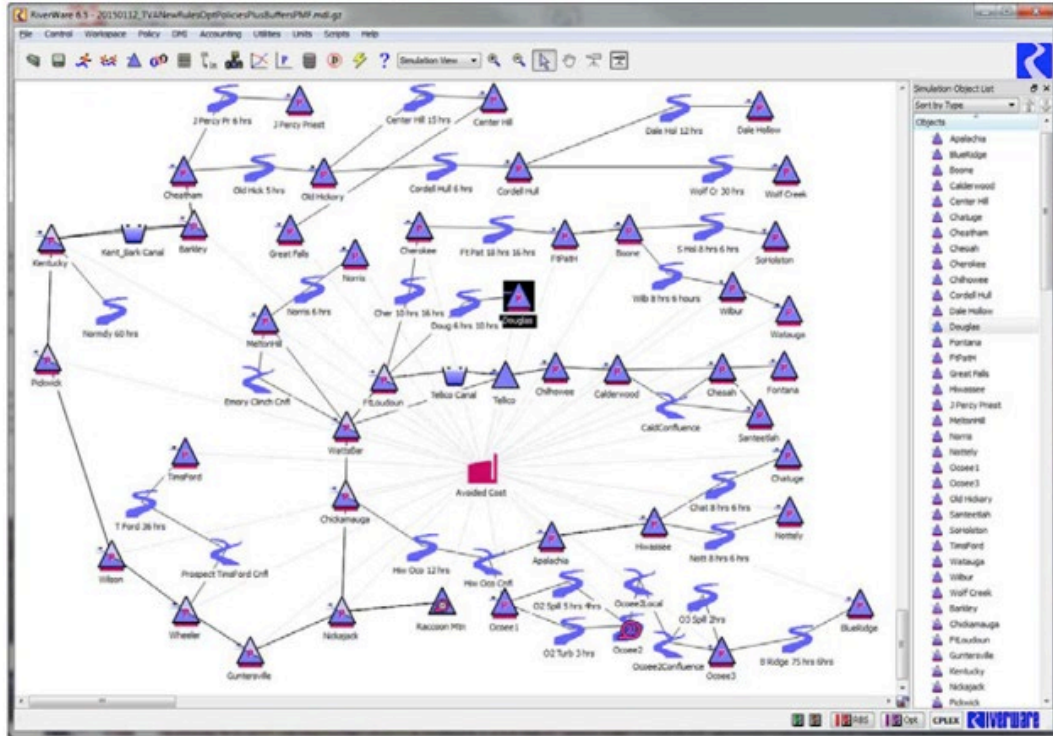 RiverWare 6.5 - 20150112_TVANewRulesOptPoliciesPlusBuffersPMF.mdl.gz
File Control Workspace Policy DMI Accounting Utilities Units Scripts Help
Simulation View
Simulation Object List
Sort by Type
Objects
J Percy Pr 6 hrs
J Percy Priest
Center Hill 15 hrs
Center Hill
Dale Hol 12 hrs
Dale Hollow
Cheatham
Old Hick 5 hrs
Old Hickory
Cordell Hull 6 hrs
Cordell Hull
Wolf Cr 30 hrs
Wolf Creek
Kentucky
Kent_Bark Canal
Barkley
Great Falls
Cherokee
Ft Pat 18 hrs 16 hrs
FtPatH
Boone
S Hol 8 hrs 6 hrs
SoHolston
Norris
Normdy 60 hrs
Norris 6 hrs
Cher 10 hrs 16 hrs
Doug 6 hrs 10 hrs
Douglas
Wilb 8 hrs 6 hours
Wilbur
Watauga
MeltonHill
Pickwick
Emory Clinch Cnfl
FtLoudoun
Tellico Canal
Tellico
Chilhowee
Calderwood
Cheoah
Fontana
CaldConfluence
Santeetlah
WattsBar
TimsFord
Avoided Cost
Chatuge
Chickamauga
Chat 8 hrs 6 hrs
T Ford 36 hrs
Nottely
Hiwassee
Nott 8 hrs 6 hrs
Apalachia
Wilson
Prospect TimsFord Cnfl
Hiw Oco 12 hrs
Hiw Oco Cnfl
Wheeler
Nickajack
Raccoon Mtn
Ocoee1
O2 Spill 5 hrs 4hrs
Ocoee2Local
O3 Spill 2hrs
BlueRidge
O2 Turb 3 hrs
Ocoee2
Ocoee2Confluence
Ocoee3
B Ridge 75 hrs 6hrs
Guntersville
Apalachia
BlueRidge
Boone
Calderwood
Center Hill
Chatuge
Cheatham
Cheoah
Cherokee
Chilhowee
Cordell Hull
Dale Hollow
Douglas
Fontana
FtPatH
Great Falls
Hiwassee
J Percy Priest
MeltonHill
Norris
Nottely
Ocoee1
Ocoee3
Old Hickory
Santeetlah
SoHolston
TimsFord
Watauga
Wilbur
Wolf Creek
Barkley
Chickamauga
FtLoudoun
Guntersville
Kentucky
Nickajack
Pickwick
RBS
Opt
CPLEX
RiverWare